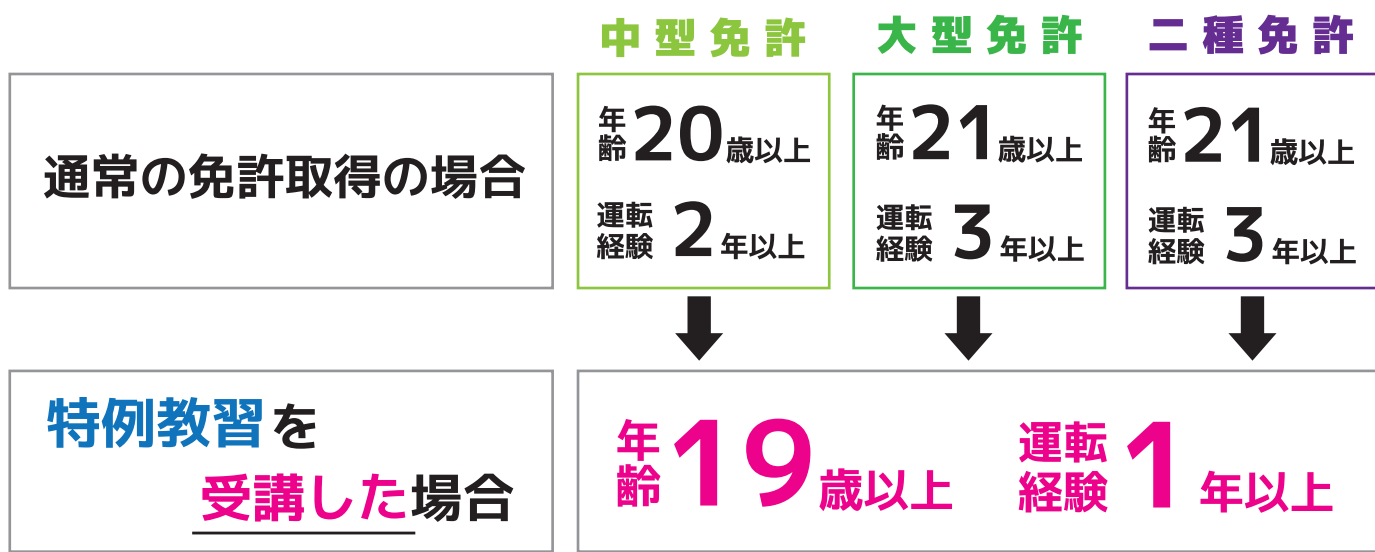 中型免許 大型免許 二種免許
通常の免許取得の場合
年齢20歳以上
運転経験 2年以上
年齢21歳以上
運転経験 3年以上
年齢21歳以上
運転経験 3年以上
特例教習を
受講した場合
年齢19歳以上 運転経験1年以上